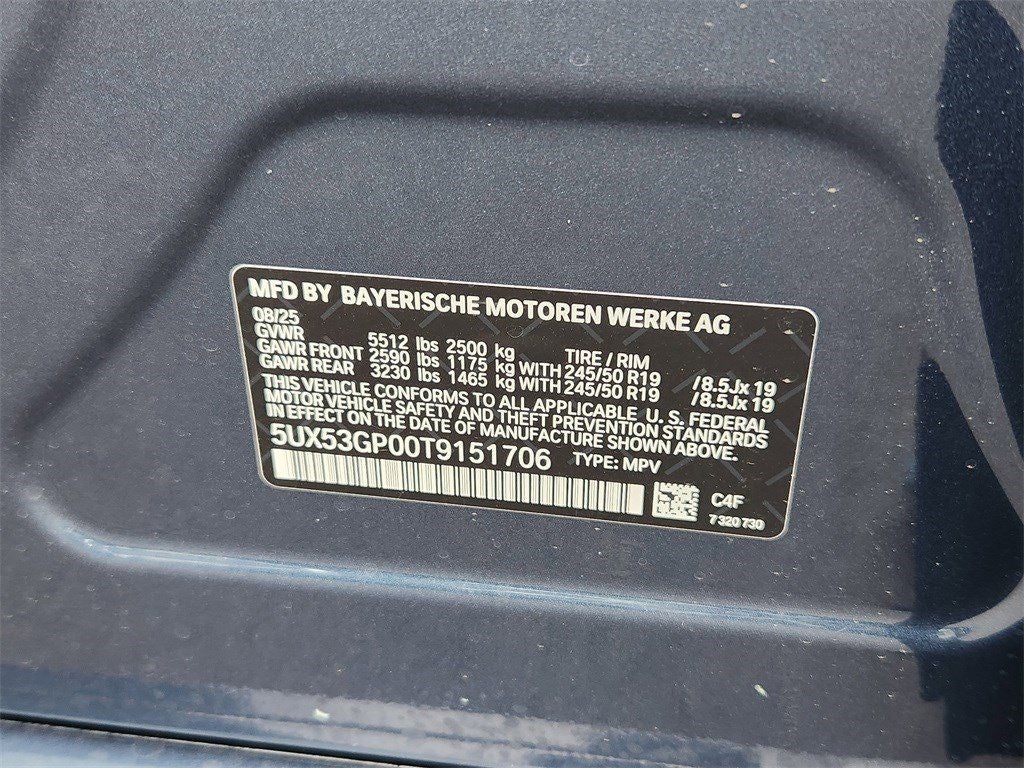 MFD BY BAYERISCHE MOTOREN WERKE AG
08/25
GVWR 5512 lbs 2500 kg TIRE / RIM
GAWR FRONT 2590 lbs 1175 kg WITH 245/50 R19 /8.5Jx 19
GAWR REAR 3230 lbs 1465 kg WITH 245/50 R19 /8.5Jx 19
THIS VEHICLE CONFORMS TO ALL APPLICABLE U. S. FEDERAL
MOTOR VEHICLE SAFETY AND THEFT PREVENTION STANDARDS
IN EFFECT ON THE DATE OF MANUFACTURE SHOWN ABOVE.
5UX53GP00T9151706 TYPE: MPV
C4F
7 320 730